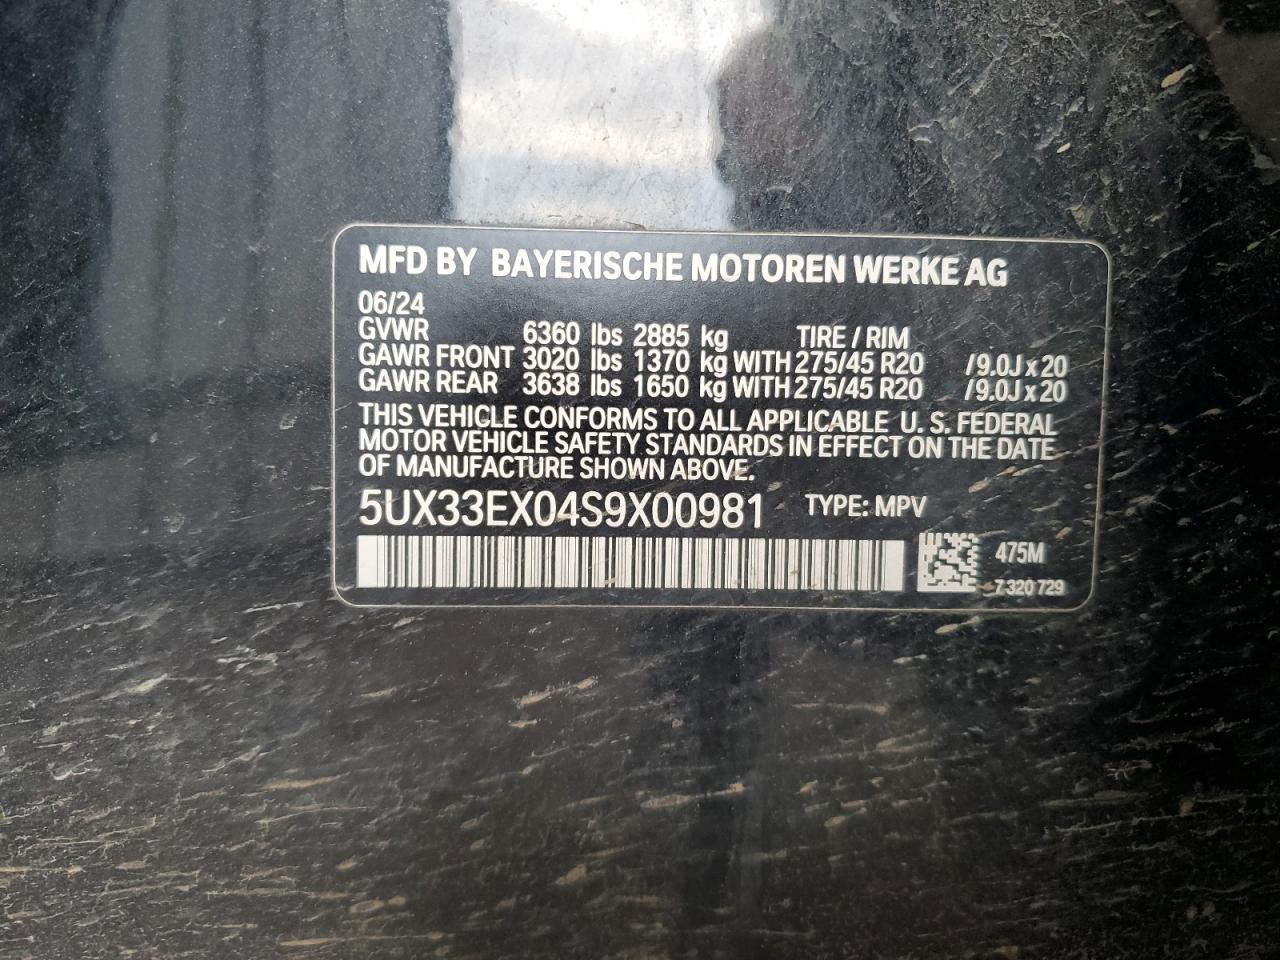 MFD BY BAYERISCHE MOTOREN WERKE AG
06/24
GVWR 6360 lbs 2885 kg TIRE / RIM
GAWR FRONT 3020 lbs 1370 kg WITH 275/45 R20 /9.0J x 20
GAWR REAR 3638 lbs 1650 kg WITH 275/45 R20 /9.0J x 20
THIS VEHICLE CONFORMS TO ALL APPLICABLE U. S. FEDERAL
MOTOR VEHICLE SAFETY STANDARDS IN EFFECT ON THE DATE
OF MANUFACTURE SHOWN ABOVE.
5UX33EX04S9X00981 TYPE: MPV
475M
7 320 729